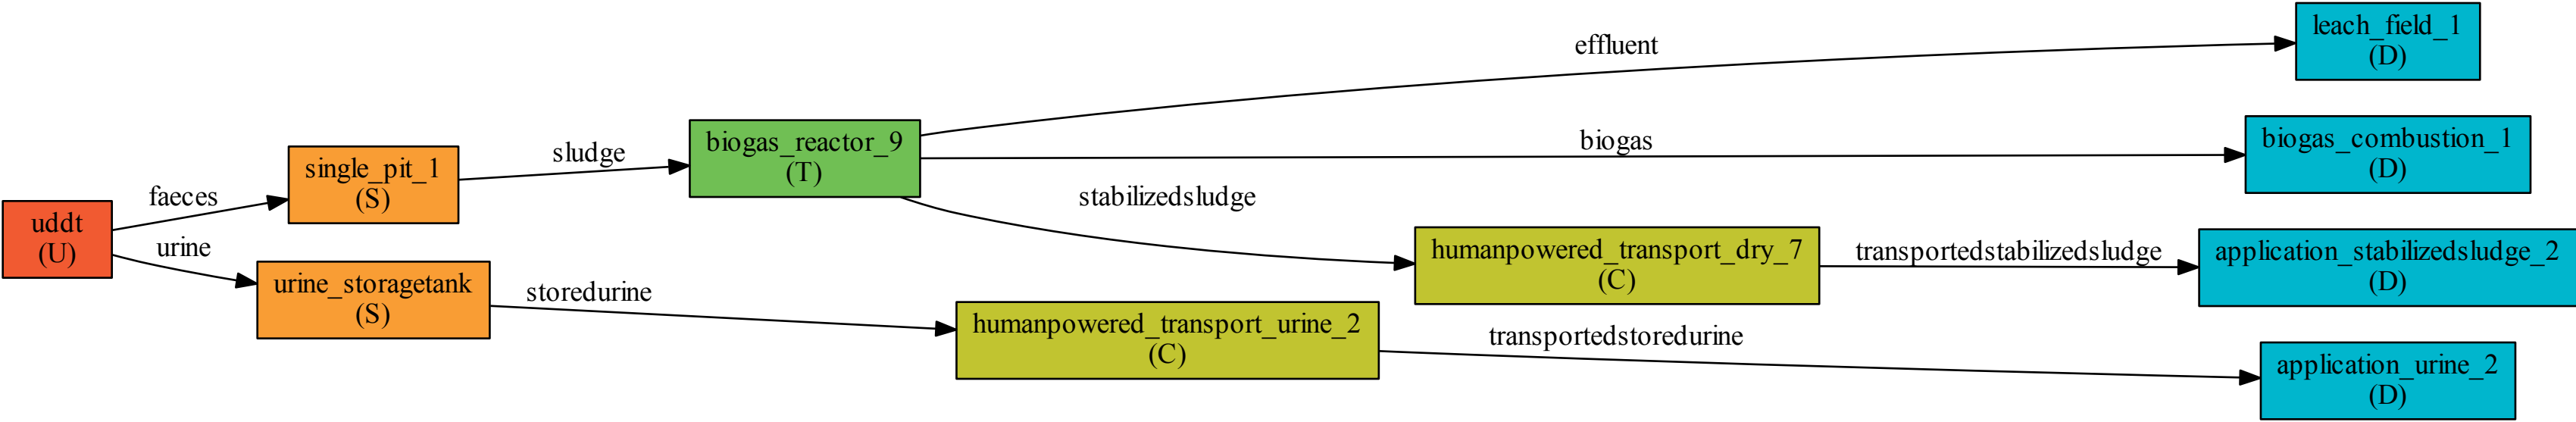 uddt
(U)
faeces
urine
single_pit_1
(S)
urine_storagetank
(S)
sludge
storedurine
biogas_reactor_9
(T)
humanpowered_transport_urine_2
(C)
effluent
biogas
stabilizedsludge
humanpowered_transport_dry_7
(C)
transportedstabilizedsludge
transportedstoredurine
leach_field_1
(D)
biogas_combustion_1
(D)
application_stabilizedsludge_2
(D)
application_urine_2
(D)